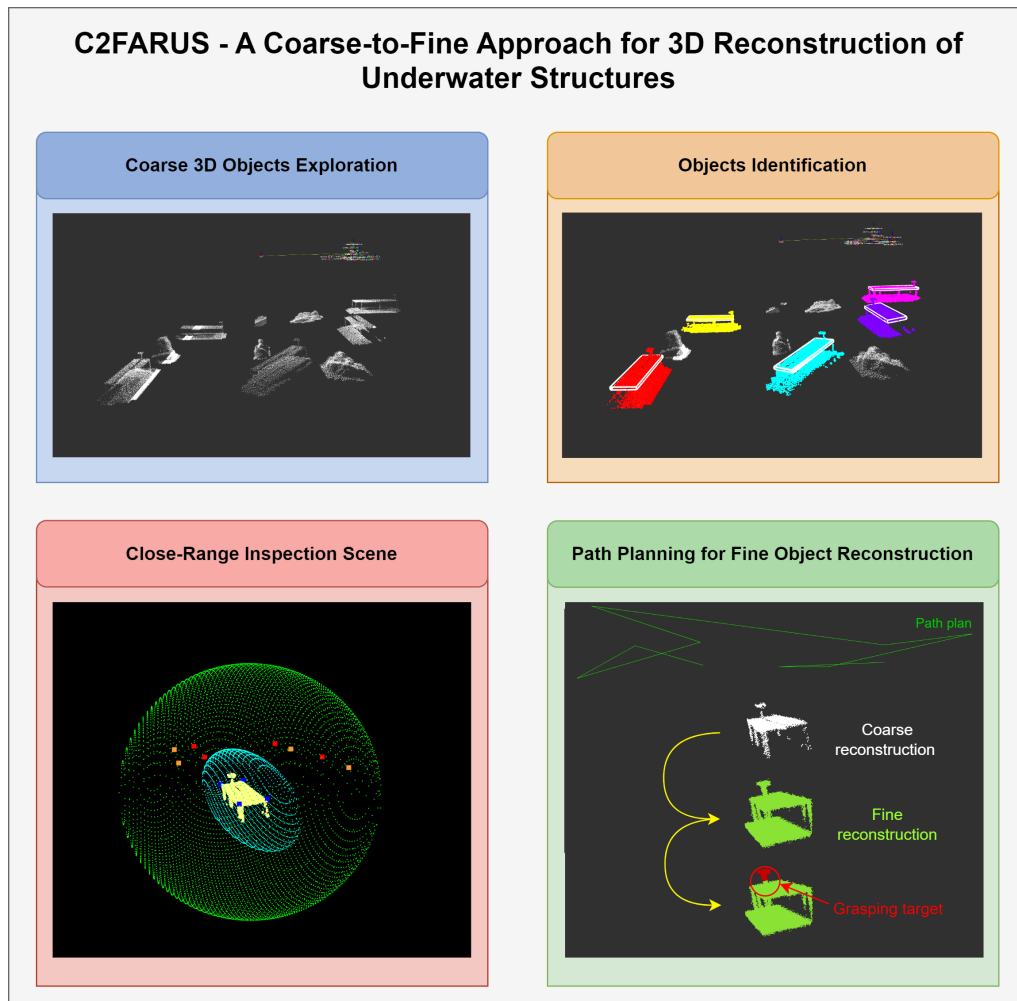 C2FARUS - A Coarse-to-Fine Approach for 3D Reconstruction of
Underwater Structures
Coarse 3D Objects Exploration
Objects Identification
Close-Range Inspection Scene
Path Planning for Fine Object Reconstruction
Path plan
Coarse
reconstruction
Fine
reconstruction
Grasping target